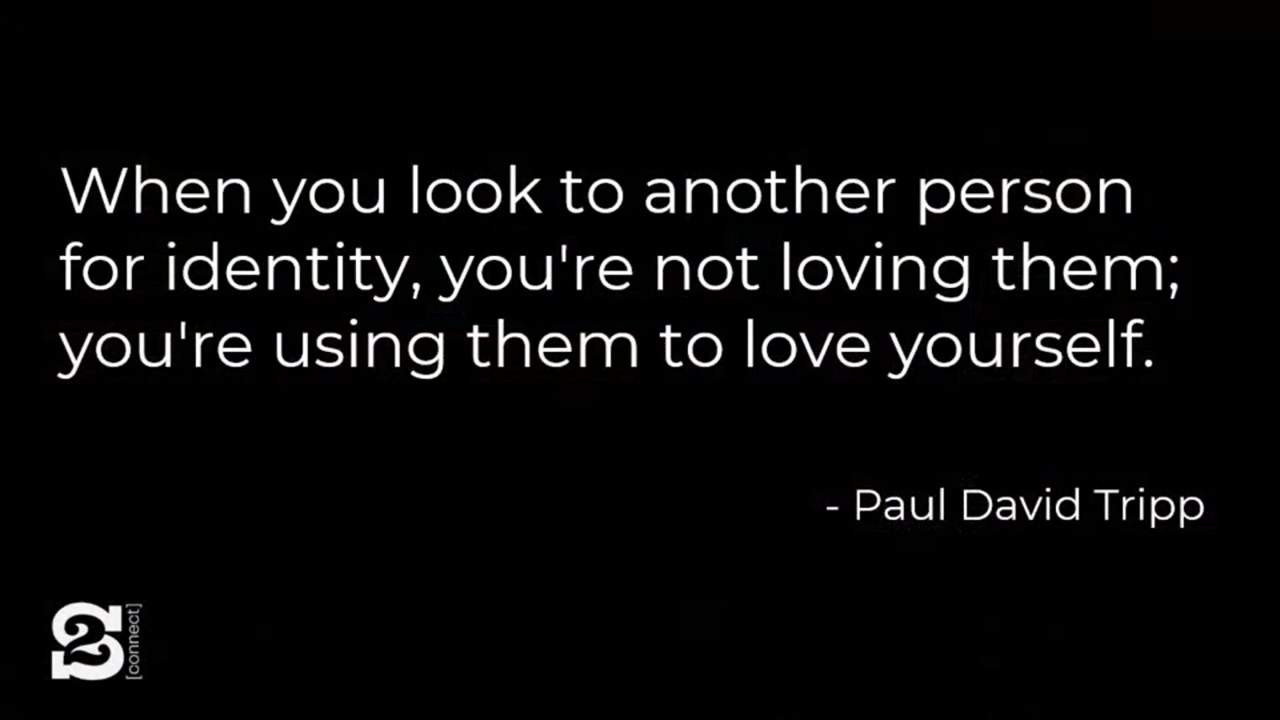 When you look to another person
for identity, you're not loving them;
you're using them to love yourself.
- Paul David Tripp
S2
[connect]